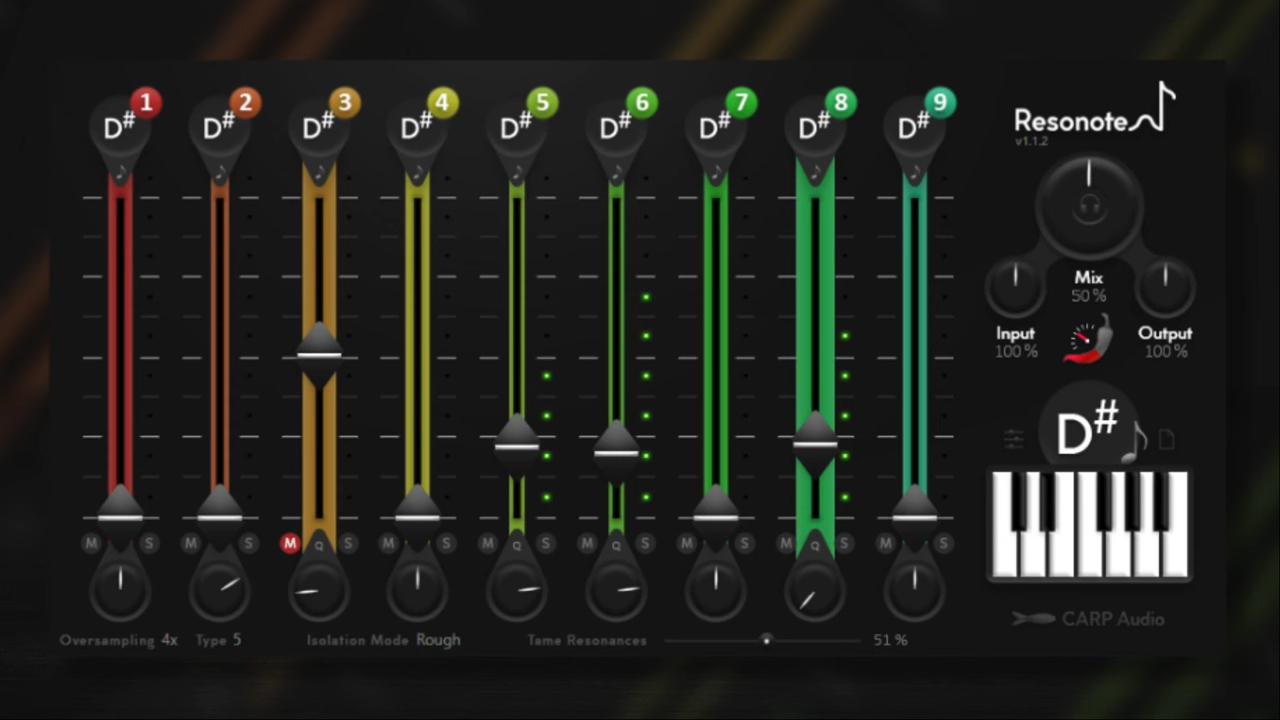 1 2 3 4 5 6 7 8 9
D# D# D# D# D# D# D# D# D#
Resonote
v1.1.2
Mix
50 %
Input
100 %
Output
100 %
D#
M S M S M Q S M S M Q S M Q S M S M Q S M S
CARP Audio
Oversampling 4x Type 5 Isolation Mode Rough Tame Resonances 51 %